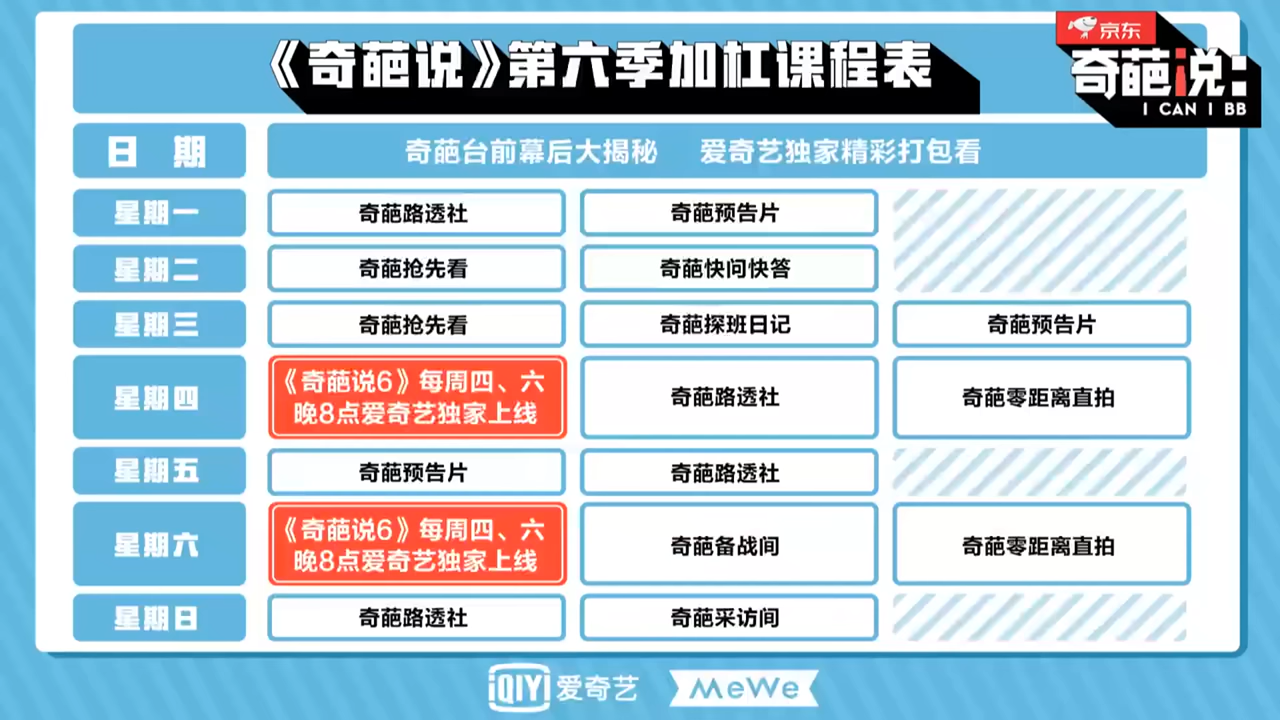 《奇葩说》第六季加杠课程表
京东
奇葩说:
I CAN I BB
日 期
奇葩台前幕后大揭秘 爱奇艺独家精彩打包看
星期一
奇葩路透社
奇葩预告片
星期二
奇葩抢先看
奇葩快问快答
星期三
奇葩抢先看
奇葩探班日记
奇葩预告片
星期四
《奇葩说6》每周四、六
晚8点爱奇艺独家上线
奇葩路透社
奇葩零距离直拍
星期五
奇葩预告片
奇葩路透社
星期六
《奇葩说6》每周四、六
晚8点爱奇艺独家上线
奇葩备战间
奇葩零距离直拍
星期日
奇葩路透社
奇葩采访间
iQIYI 爱奇艺
MeWe